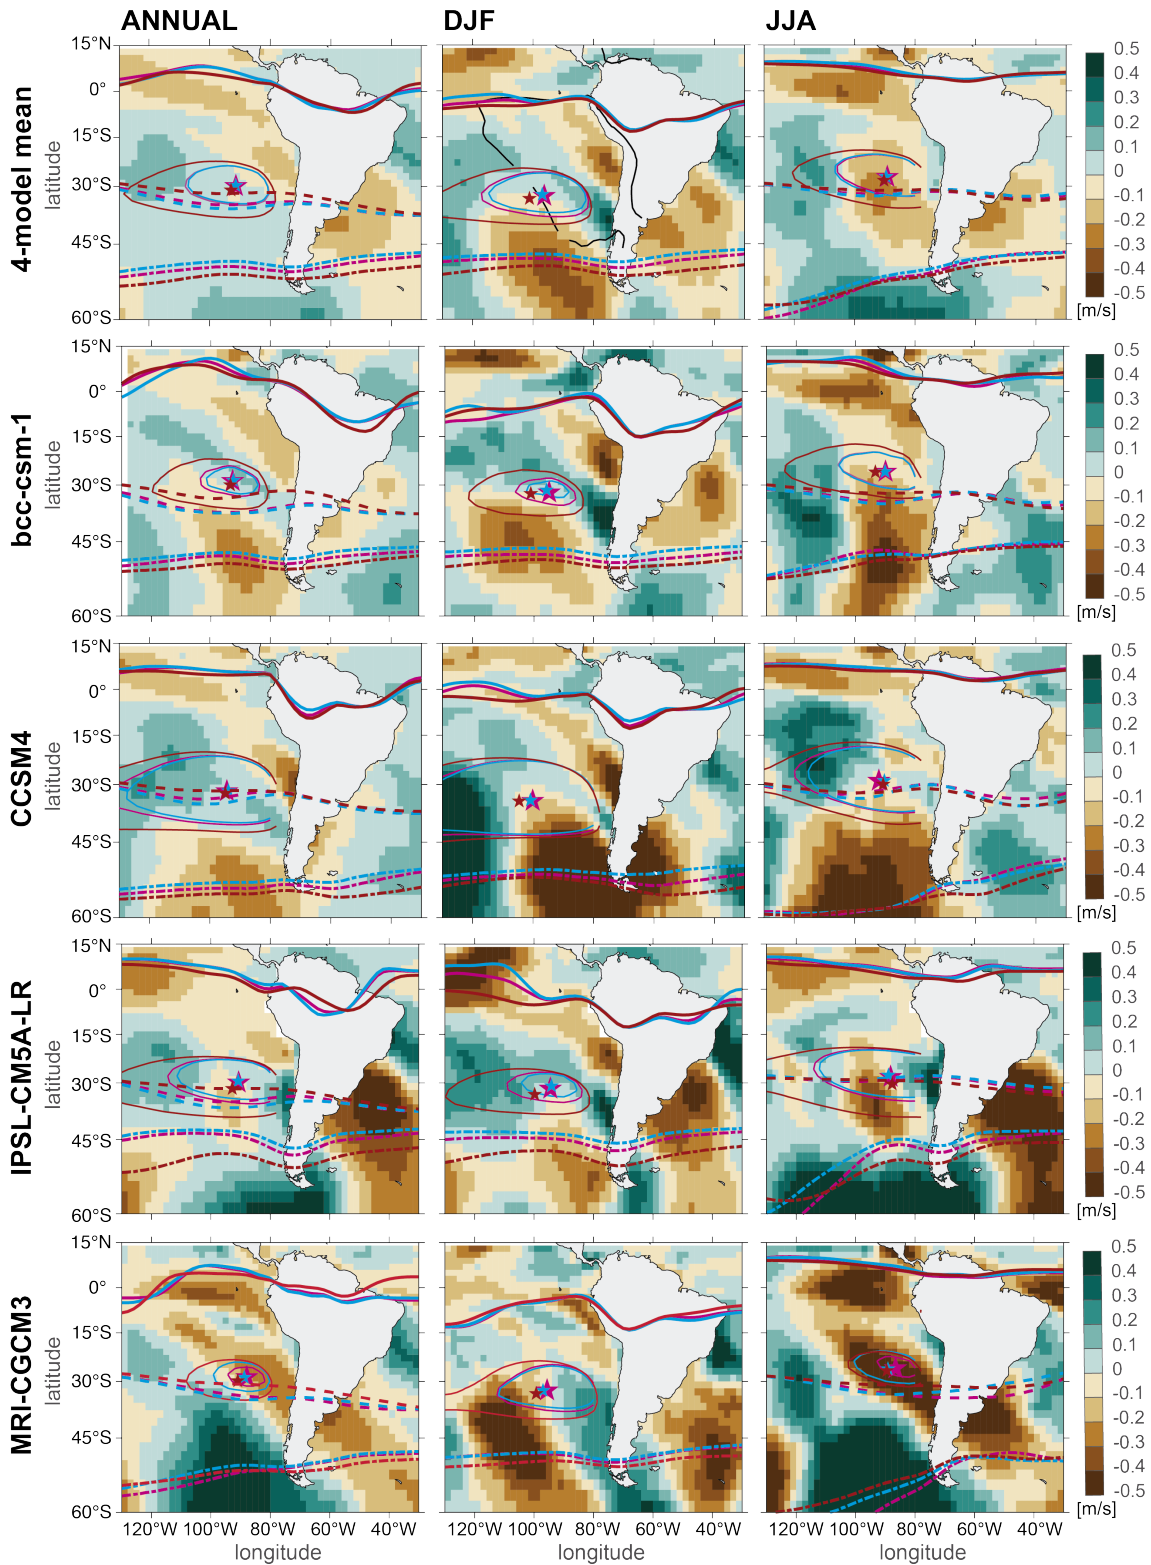 ANNUAL DJF JJA
4-model mean
latitude
15°N
0°
15°S
30°S
45°S
60°S
0.5
0.4
0.3
0.2
0.1
0
-0.1
-0.2
-0.3
-0.4
-0.5
[m/s]
bcc-csm-1
latitude
15°N
0°
15°S
30°S
45°S
60°S
0.5
0.4
0.3
0.2
0.1
0
-0.1
-0.2
-0.3
-0.4
-0.5
[m/s]
CCSM4
latitude
15°N
0°
15°S
30°S
45°S
60°S
0.5
0.4
0.3
0.2
0.1
0
-0.1
-0.2
-0.3
-0.4
-0.5
[m/s]
IPSL-CM5A-LR
latitude
15°N
0°
15°S
30°S
45°S
60°S
0.5
0.4
0.3
0.2
0.1
0
-0.1
-0.2
-0.3
-0.4
-0.5
[m/s]
MRI-CGCM3
latitude
15°N
0°
15°S
30°S
45°S
60°S
0.5
0.4
0.3
0.2
0.1
0
-0.1
-0.2
-0.3
-0.4
-0.5
[m/s]
120°W 100°W 80°W 60°W 40°W 120°W 100°W 80°W 60°W 40°W 120°W 100°W 80°W 60°W 40°W
longitude longitude longitude